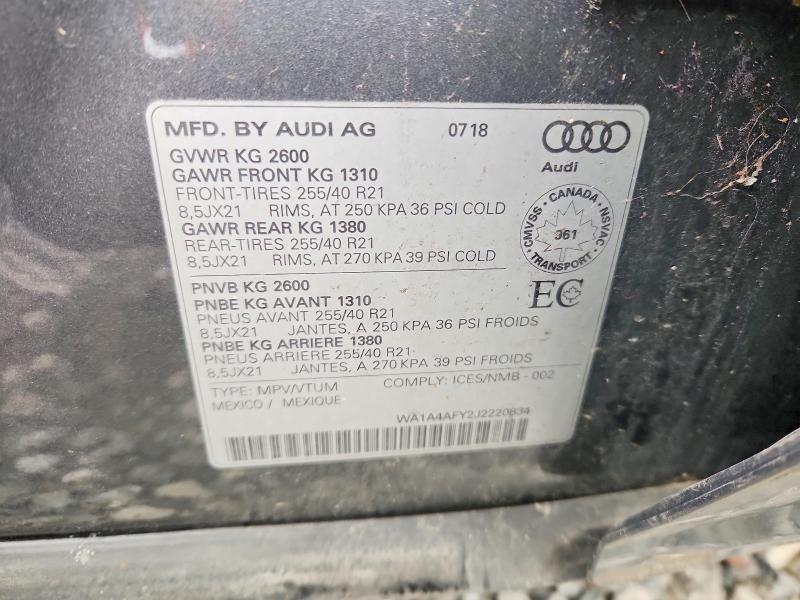 MFD. BY AUDI AG 0718
Audi
GVWR KG 2600
GAWR FRONT KG 1310
FRONT-TIRES 255/40 R21
8,5JX21 RIMS, AT 250 KPA 36 PSI COLD
GAWR REAR KG 1380
REAR-TIRES 255/40 R21
8,5JX21 RIMS, AT 270 KPA 39 PSI COLD
CMVSS • CANADA • NSVAC • TRANSPORT •
961
PNVB KG 2600
PNBE KG AVANT 1310
PNEUS AVANT 255/40 R21
8,5JX21 JANTES, A 250 KPA 36 PSI FROIDS
PNBE KG ARRIERE 1380
PNEUS ARRIERE 255/40 R21
8,5JX21 JANTES, A 270 KPA 39 PSI FROIDS
EC
TYPE: MPV/VTUM COMPLY: ICES/NMB - 002
MEXICO / MEXIQUE
WA1A4AFY2J2220634